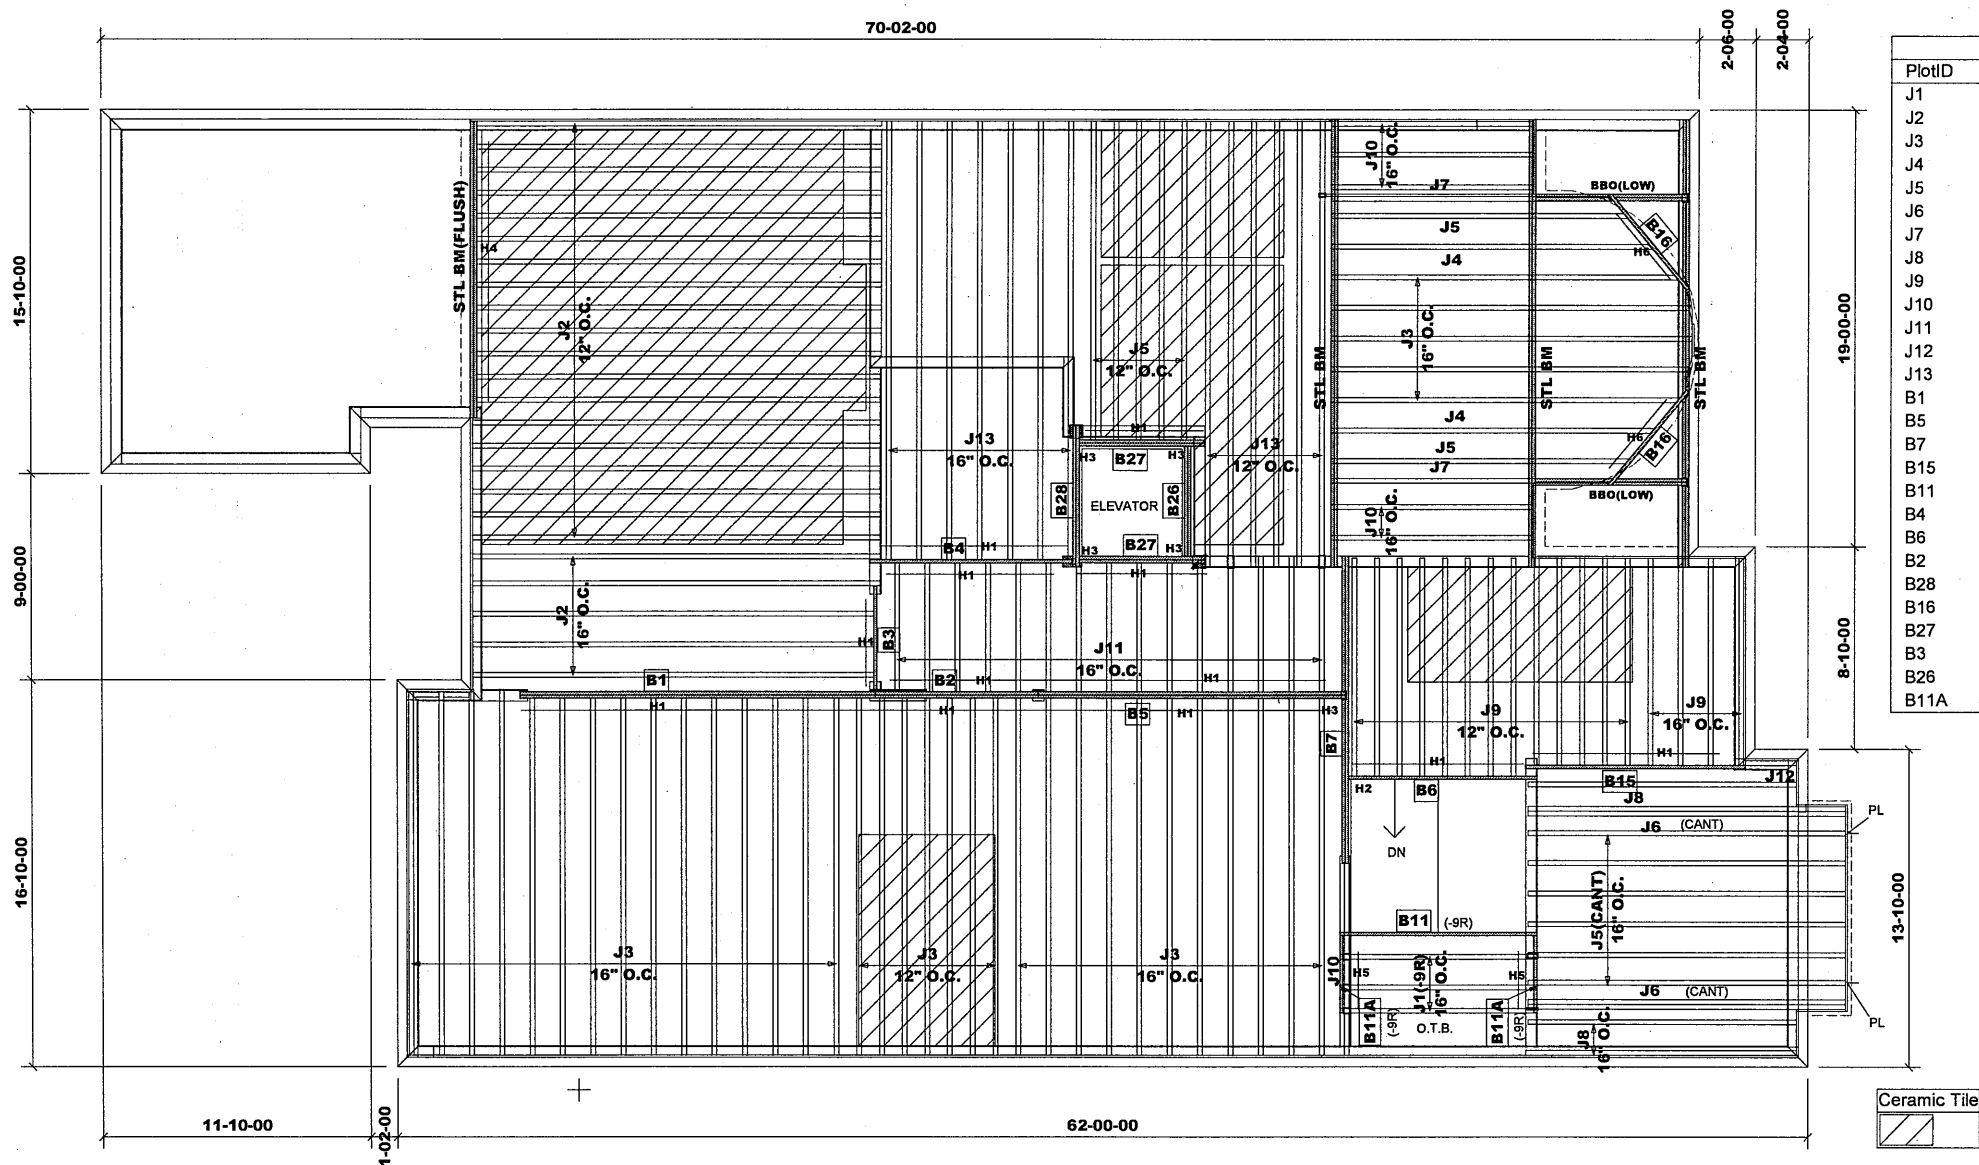 70-02-00
2-06-00
2-04-00
PlotID
J1
J2
J3
J4
J5
J6
J7
J8
J9
J10
J11
J12
J13
B1
B5
B7
B15
B11
B4
B6
B2
B28
B16
B27
B3
B26
B11A
15-10-00
9-00-00
16-10-00
19-00-00
8-10-00
13-10-00
STL BM(FLUSH)
H4
J2
12" O.C.
J10
16" O.C.
J7
J5
J4
J3
16" O.C.
J4
J5
J7
J10
16" O.C.
BBO(LOW)
B16
H6
STL BM
STL BM
STL BM
H6
B16
BBO(LOW)
J5
12" O.C.
H1
J13
16" O.C.
J13
12" O.C.
H3
B27
H3
B28
ELEVATOR
B26
H3
B27
H3
B4
H1
H1
H1
J2
16" O.C.
H1
B3
J11
16" O.C.
B1
B2
H1
H1
H1
H1
B5
H1
H3
B7
J9
12" O.C.
J9
16" O.C.
H1
H1
H2
B6
B15
J12
J8
J6 (CANT)
PL
DN
J5(CANT)
16" O.C.
B11
(-9R)
J3
16" O.C.
J3
12" O.C.
J3
16" O.C.
J10
H5
J1(-9R)
16" O.C.
H5
J6 (CANT)
PL
B11A
(-9R)
O.T.B.
B11A
(-9R)
J8
16" O.C.
Ceramic Tile
11-10-00
1-02-00
62-00-00